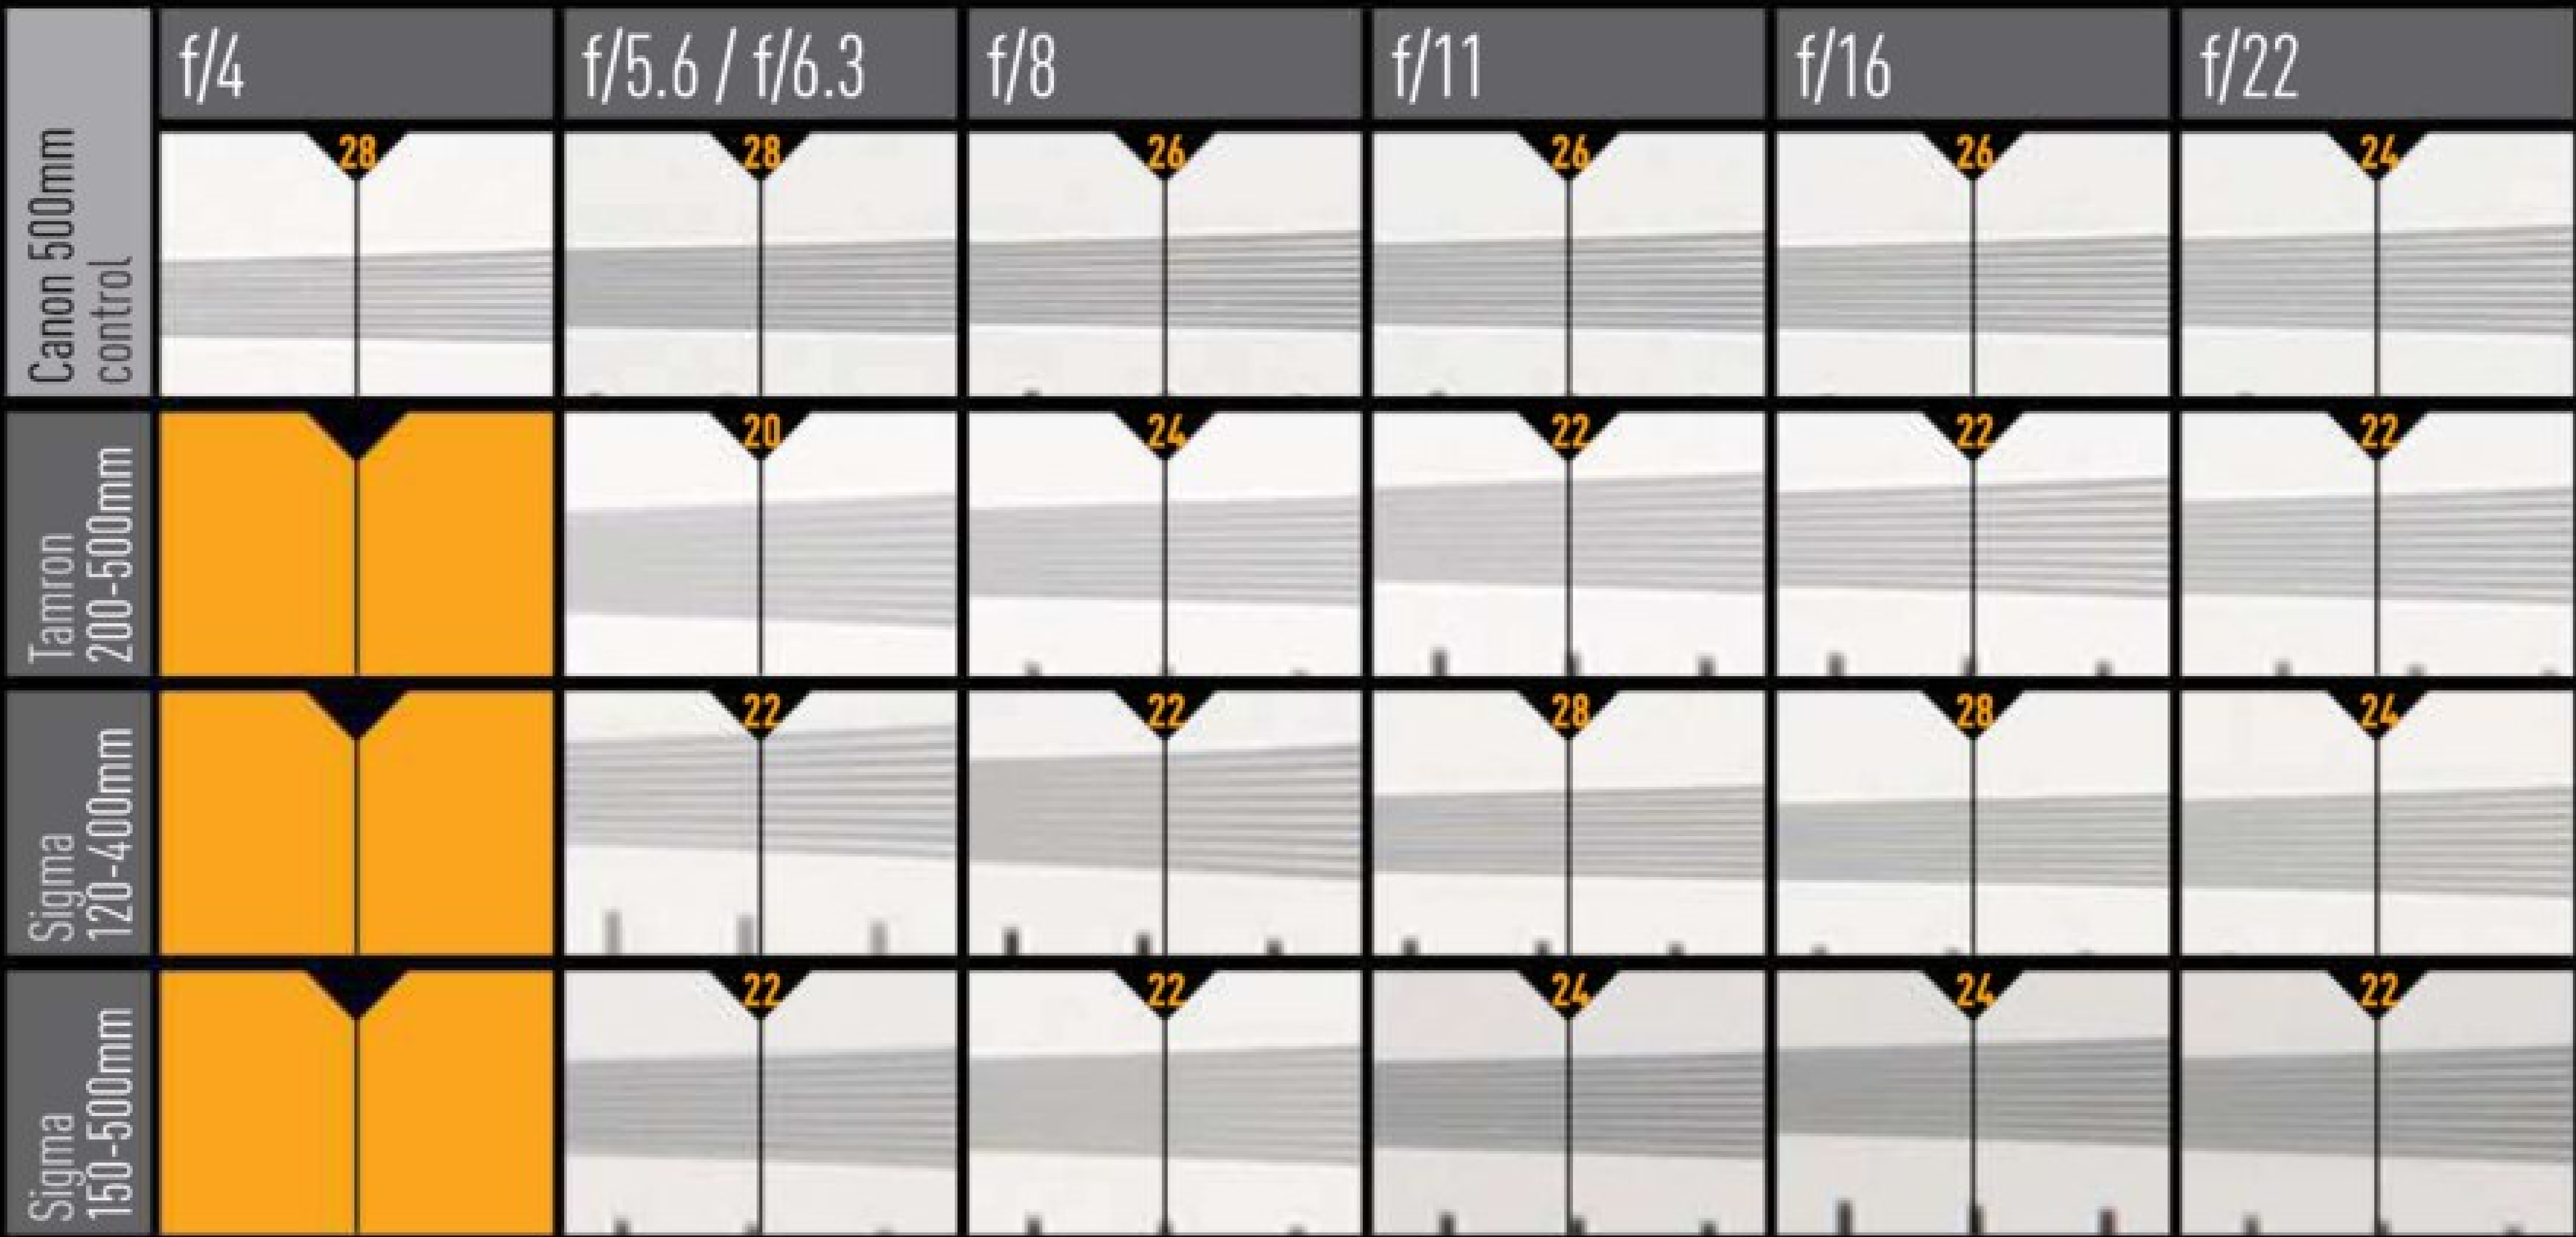 f/4 f/5.6 / f/6.3 f/8 f/11 f/16 f/22
Canon 500mm
control
28 28 26 26 26 24
Tamron
200-500mm
20 24 22 22 22
Sigma
120-400mm
22 22 28 28 24
Sigma
150-500mm
22 22 24 24 22